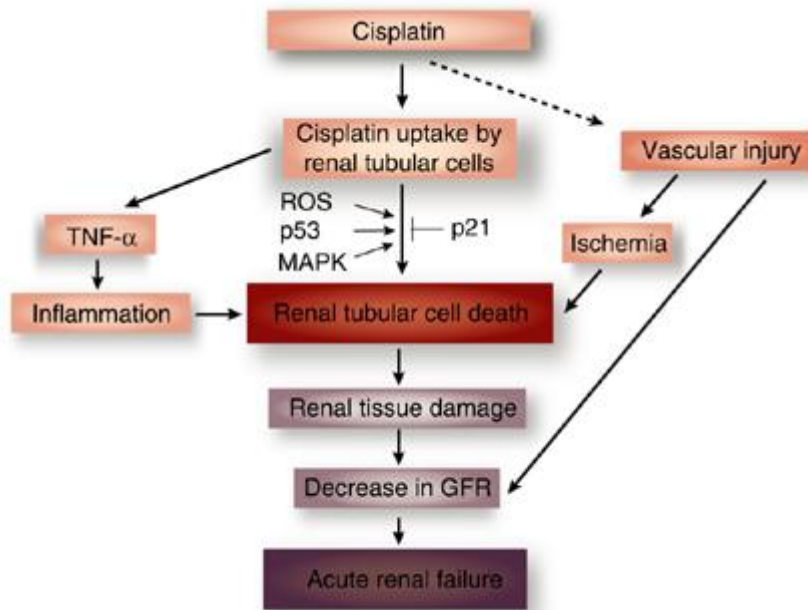 Cisplatin
Cisplatin uptake by
renal tubular cells
Vascular injury
ROS
p53
MAPK
p21
TNF-α
Ischemia
Inflammation
Renal tubular cell death
Renal tissue damage
Decrease in GFR
Acute renal failure